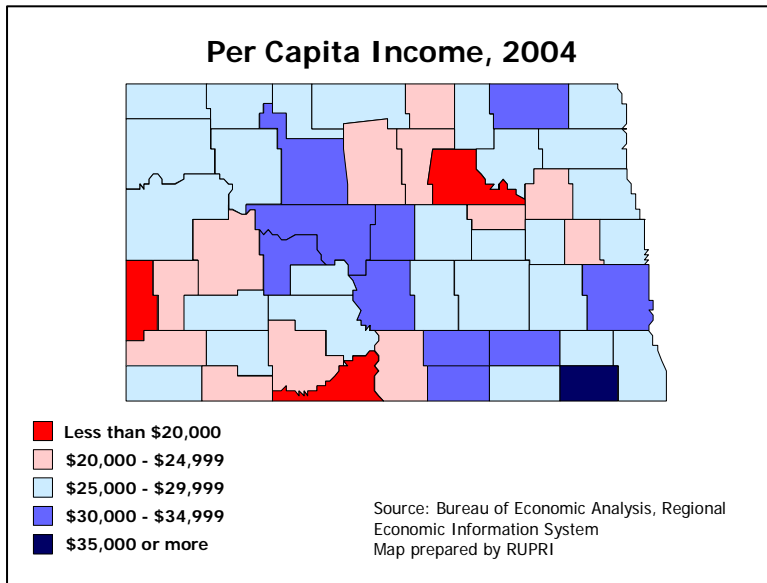 Per Capita Income, 2004
Less than $20,000
$20,000 - $24,999
$25,000 - $29,999
$30,000 - $34,999
$35,000 or more
Source: Bureau of Economic Analysis, Regional
Economic Information System
Map prepared by RUPRI